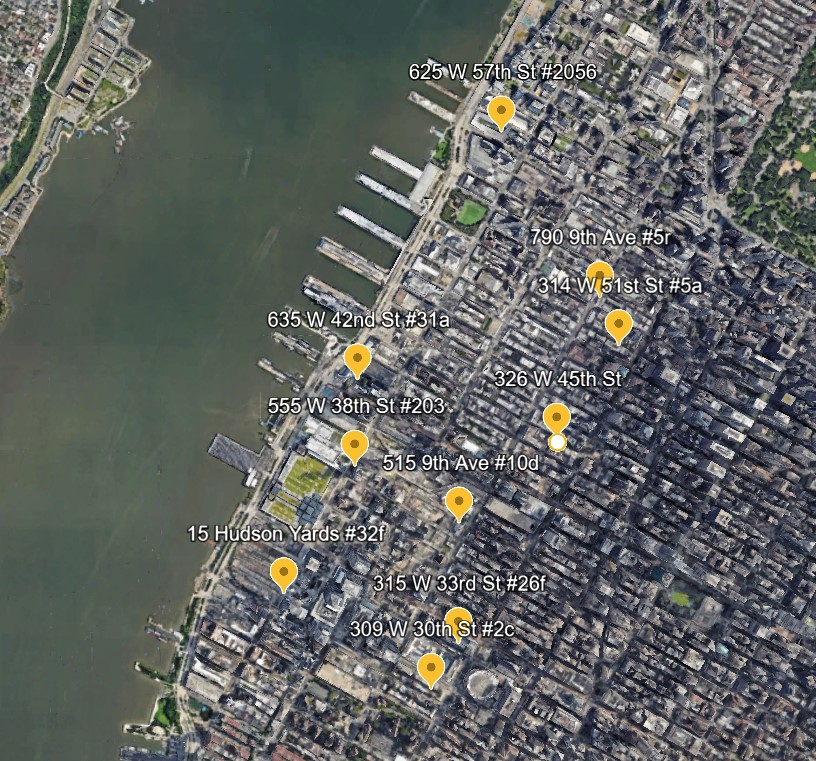 625 W 57th St #2056
790 9th Ave #5r
314 W 51st St #5a
635 W 42nd St #31a
326 W 45th St
555 W 38th St #203
515 9th Ave #10d
15 Hudson Yards #32f
315 W 33rd St #26f
309 W 30th St #2c